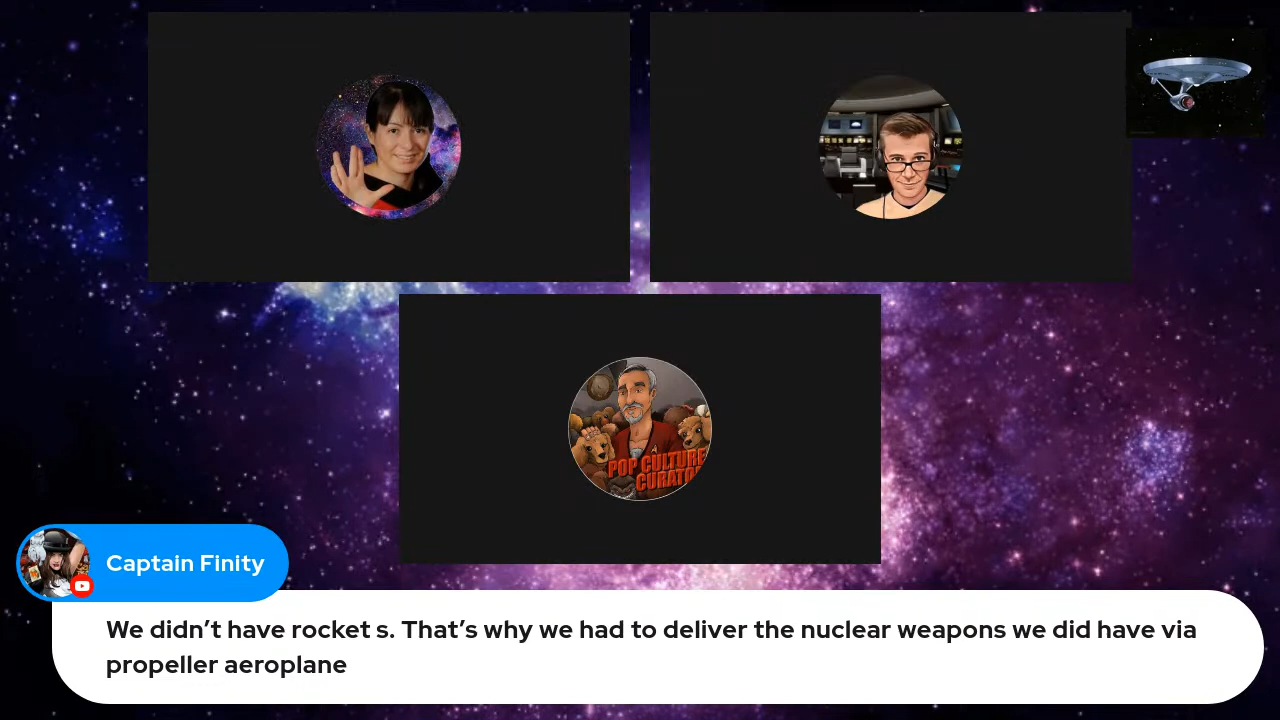 POP CULTURE
Captain Finity
We didn’t have rocket s. That’s why we had to deliver the nuclear weapons we did have via
propeller aeroplane